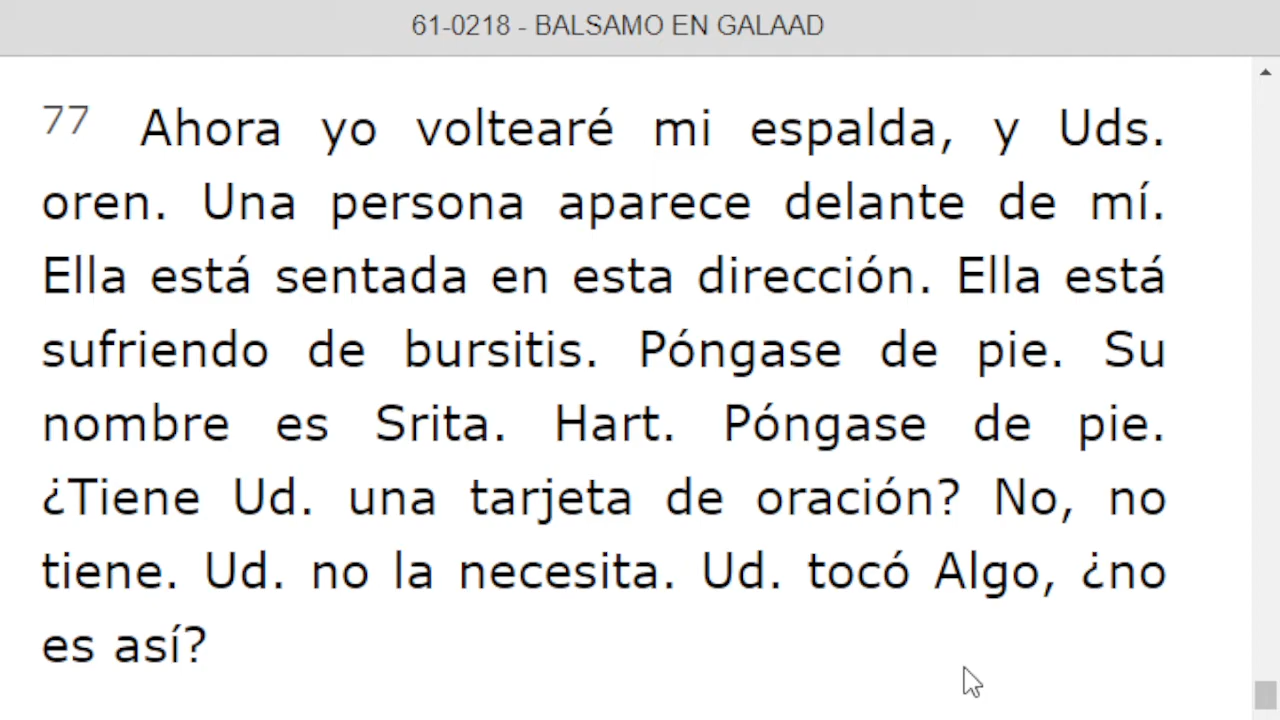 61-0218 - BALSAMO EN GALAAD
77 Ahora yo voltearé mi espalda, y Uds.
oren. Una persona aparece delante de mí.
Ella está sentada en esta dirección. Ella está
sufriendo de bursitis. Póngase de pie. Su
nombre es Srita. Hart. Póngase de pie.
¿Tiene Ud. una tarjeta de oración? No, no
tiene. Ud. no la necesita. Ud. tocó Algo, ¿no
es así?